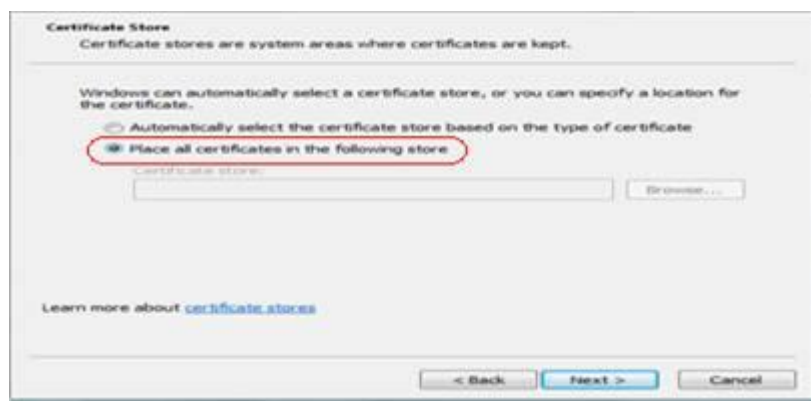 Certificate Store
Certificate stores are system areas where certificates are kept.
Windows can automatically select a certificate store, or you can specify a location for
the certificate.
Automatically select the certificate store based on the type of certificate
Place all certificates in the following store
Certificate store:
Browse...
Learn more about certificate stores
< Back
Next >
Cancel